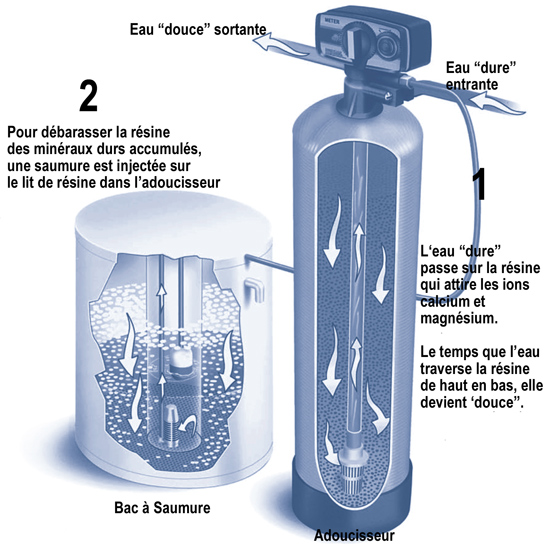 Eau “douce” sortante
METER
Eau “dure”
entrante
2
Pour débarasser la résine
des minéraux durs accumulés,
une saumure est injectée sur
le lit de résine dans l’adoucisseur
1
L‘eau “dure”
passe sur la résine
qui attire les ions
calcium et
magnésium.
Le temps que l’eau
traverse la résine
de haut en bas, elle
devient ‘douce”.
Bac à Saumure
Adoucisseur